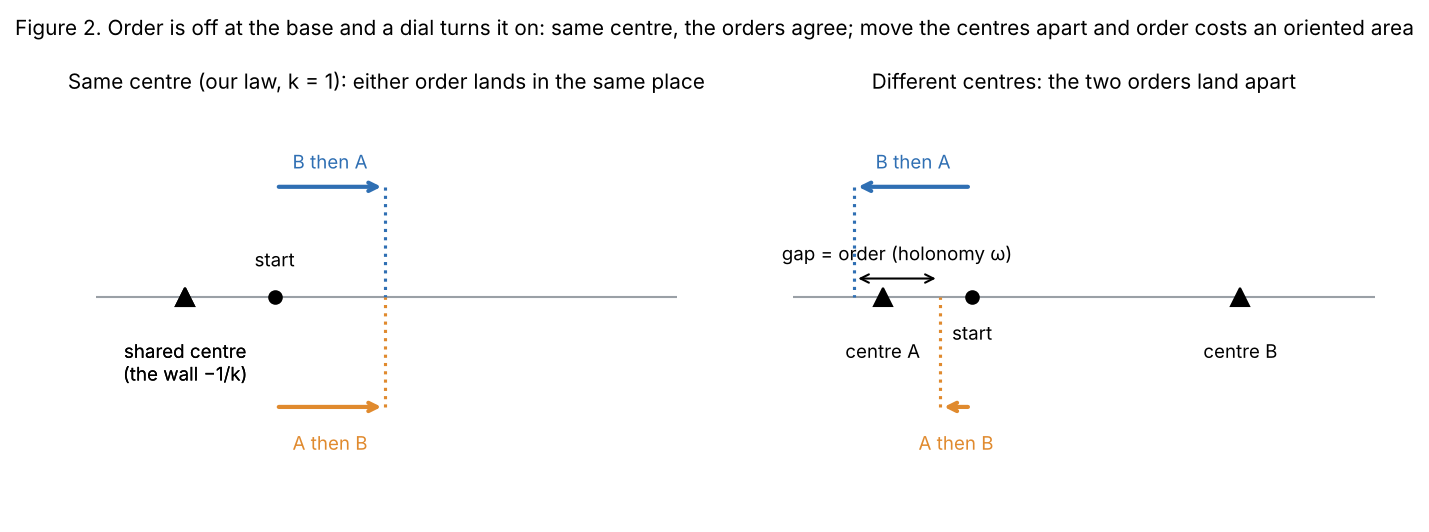 Figure 2. Order is off at the base and a dial turns it on: same centre, the orders agree; move the centres apart and order costs an oriented area
Same centre (our law, k = 1): either order lands in the same place
B then A
start
shared centre
(the wall −1/k)
A then B
Different centres: the two orders land apart
B then A
gap = order (holonomy ω)
start
centre A
centre B
A then B